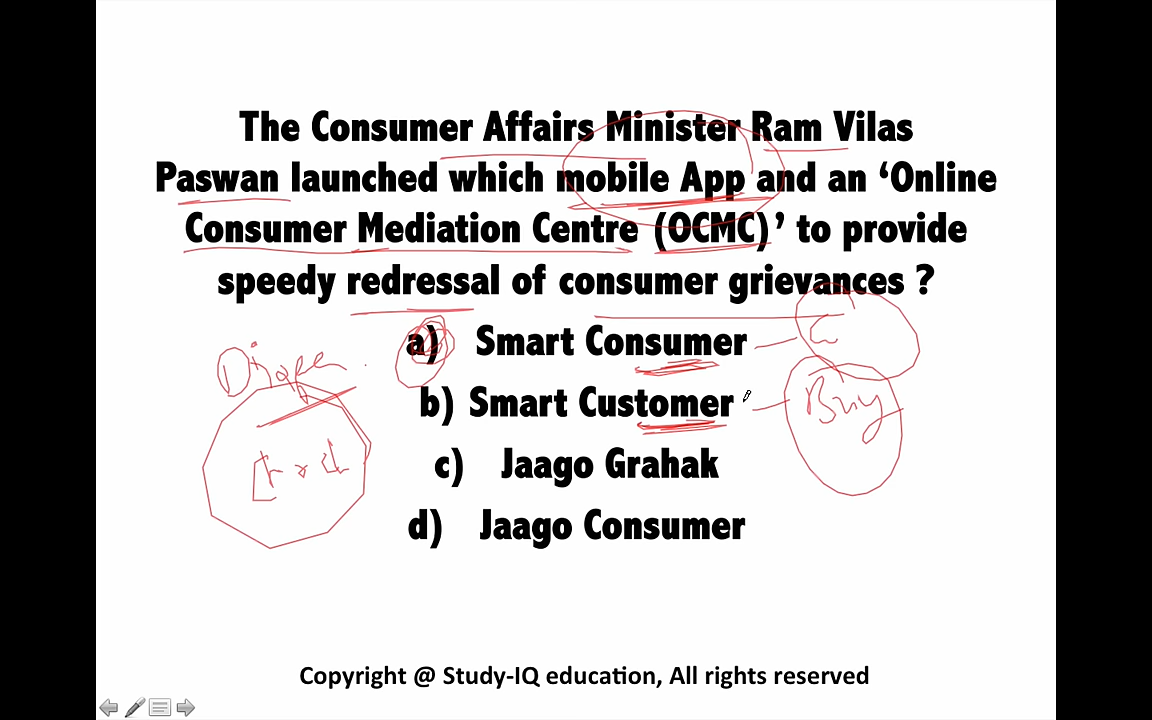 The Consumer Affairs Minister Ram Vilas
Paswan launched which mobile App and an ‘Online
Consumer Mediation Centre (OCMC)’ to provide
speedy redressal of consumer grievances ?
a) Smart Consumer
b) Smart Customer
c) Jaago Grahak
d) Jaago Consumer
Buy
Copyright @ Study-IQ education, All rights reserved